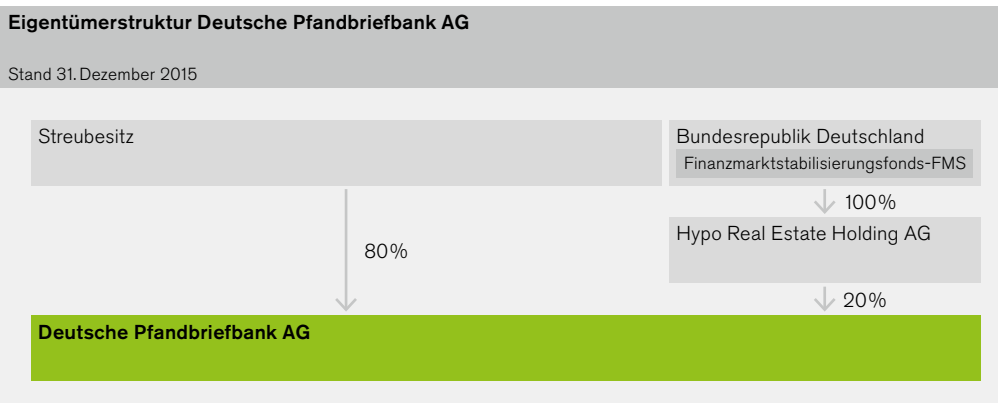 Eigentümerstruktur Deutsche Pfandbriefbank AG
Stand 31. Dezember 2015
Streubesitz
Bundesrepublik Deutschland
Finanzmarktstabilisierungsfonds-FMS
100%
Hypo Real Estate Holding AG
80%
20%
Deutsche Pfandbriefbank AG